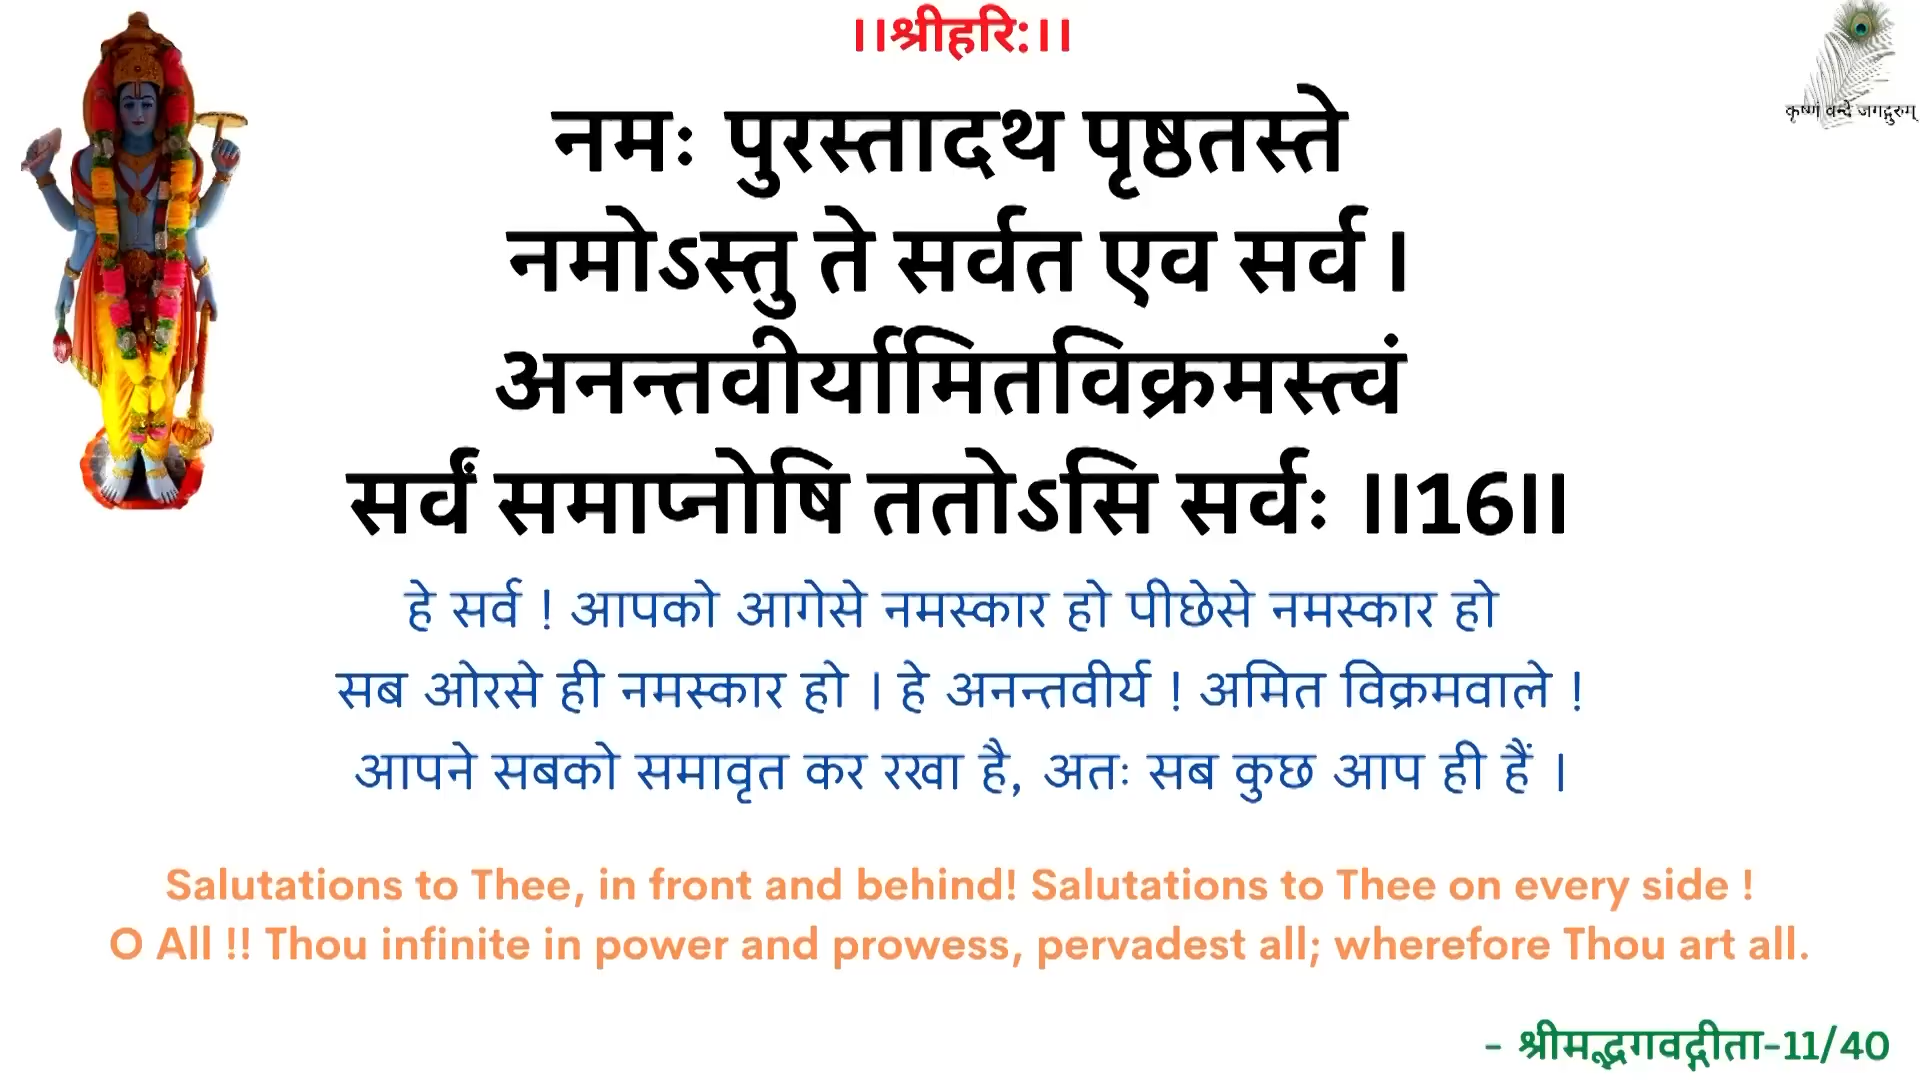 ।।श्रीहरिः।।
कृष्णं वन्दे जगद्गुरुम्
नमः पुरस्तादथ पृष्ठतस्ते
नमोऽस्तु ते सर्वत एव सर्व ।
अनन्तवीर्यामितविक्रमस्त्वं
सर्वं समाप्नोषि ततोऽसि सर्वः ।।16।।
हे सर्व ! आपको आगेसे नमस्कार हो पीछेसे नमस्कार हो
सब ओरसे ही नमस्कार हो । हे अनन्तवीर्य ! अमित विक्रमवाले !
आपने सबको समावृत कर रखा है, अतः सब कुछ आप ही हैं ।
Salutations to Thee, in front and behind! Salutations to Thee on every side !
O All !! Thou infinite in power and prowess, pervadest all; wherefore Thou art all.
- श्रीमद्भगवद्गीता-11/40